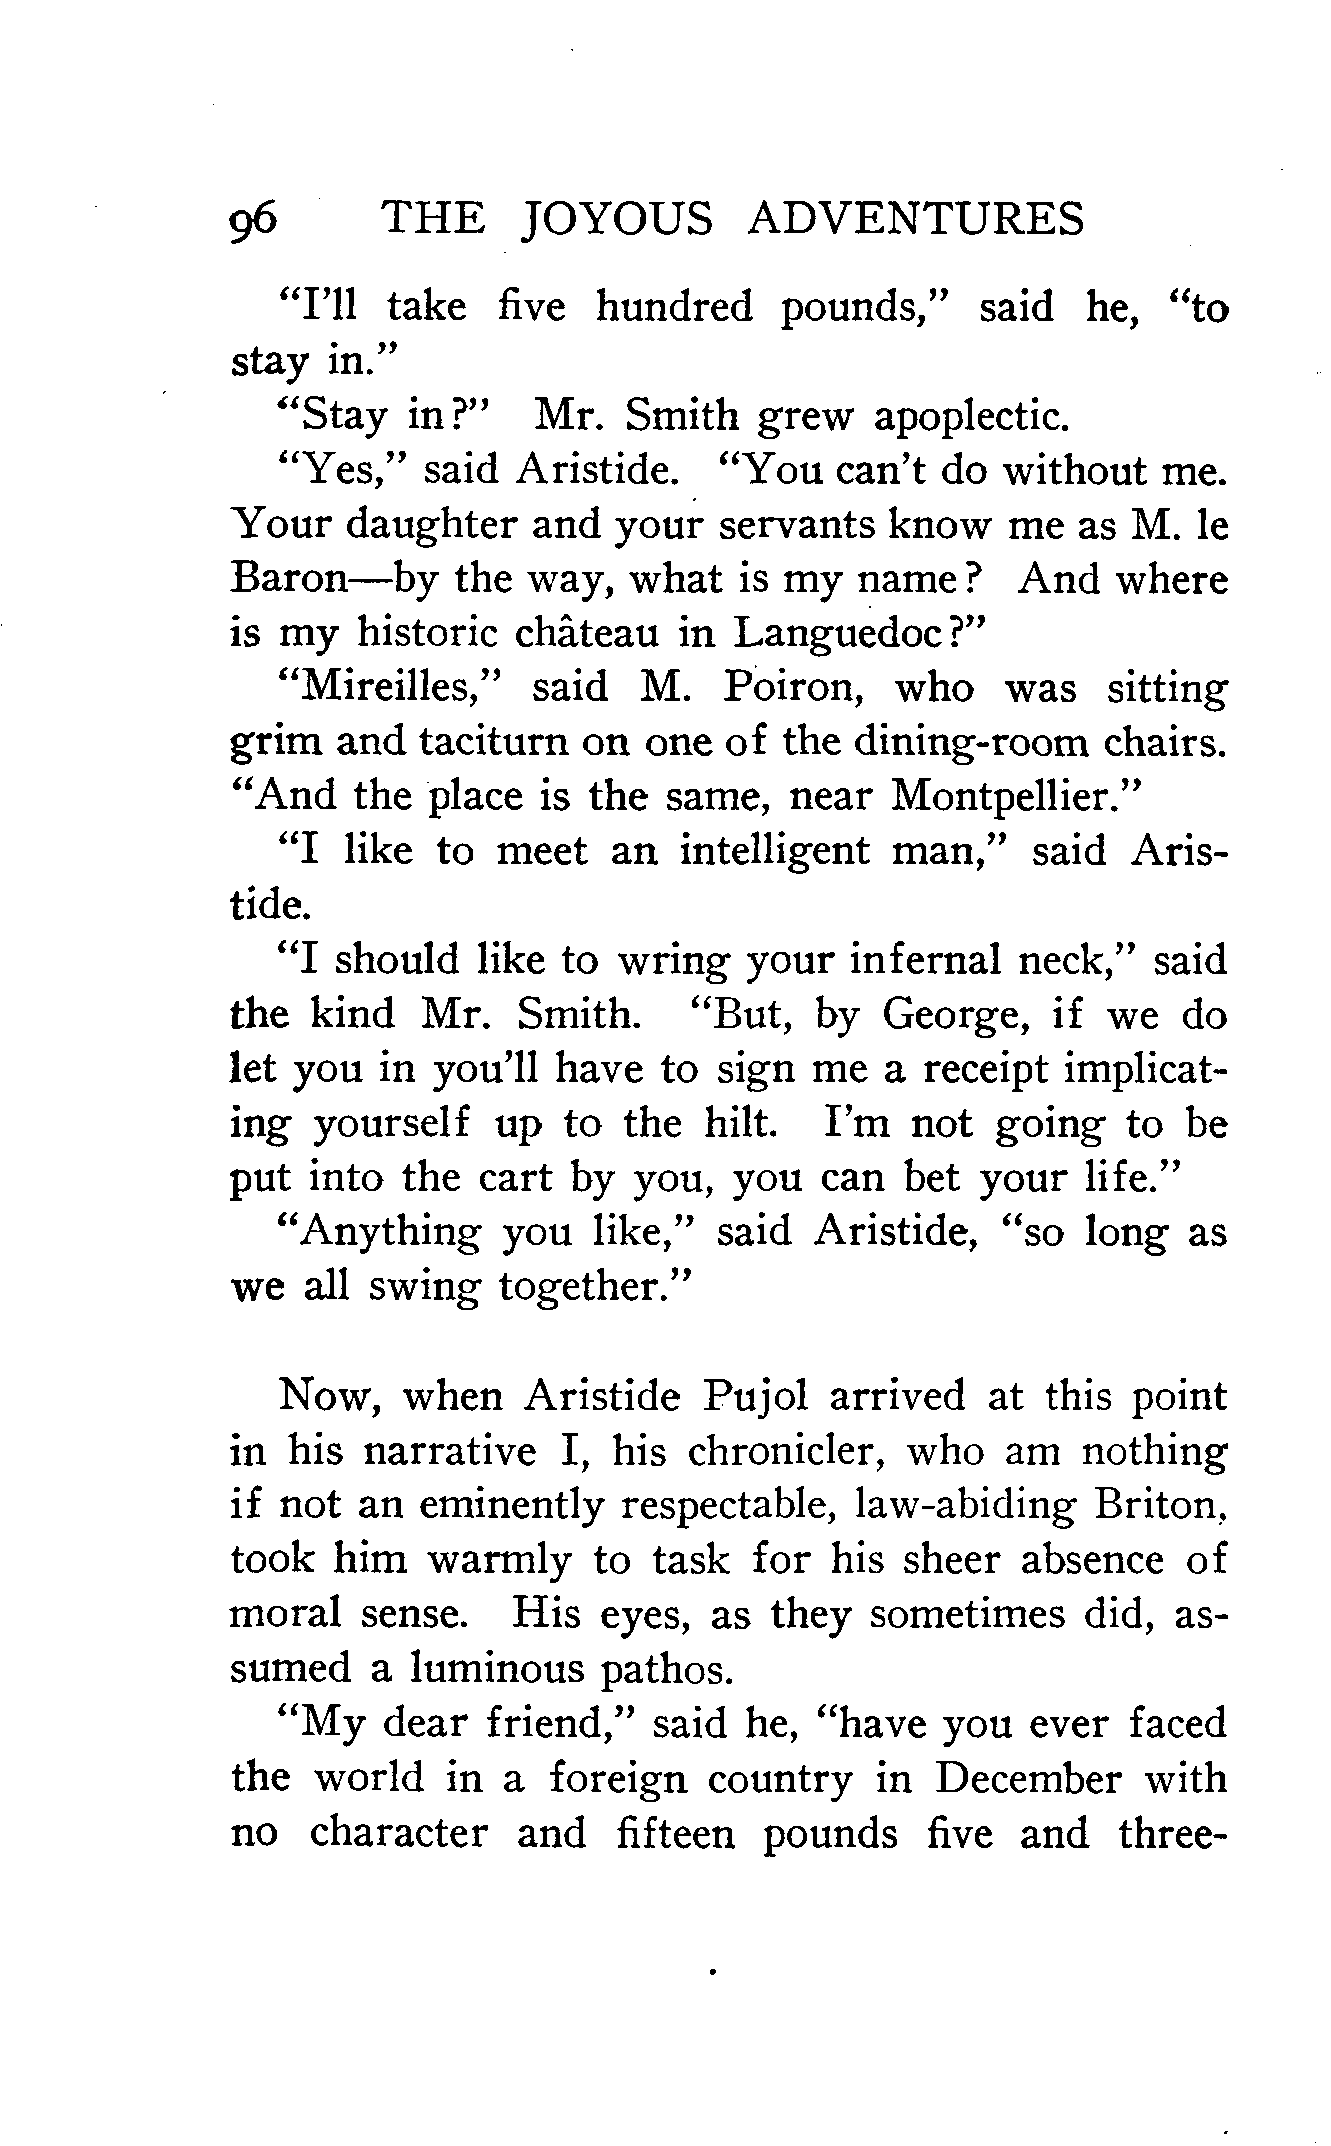 96 THE JOYOUS ADVENTURES
“I’ll take five hundred pounds,” said he, “to
stay in.”
“Stay in?” Mr. Smith grew apoplectic.
“Yes,” said Aristide. “You can’t do without me.
Your daughter and your servants know me as M. le
Baron—by the way, what is my name? And where
is my historic château in Languedoc?”
“Mireilles,” said M. Poiron, who was sitting
grim and taciturn on one of the dining-room chairs.
“And the place is the same, near Montpellier.”
“I like to meet an intelligent man,” said Aris-
tide.
“I should like to wring your infernal neck,” said
the kind Mr. Smith. “But, by George, if we do
let you in you’ll have to sign me a receipt implicat-
ing yourself up to the hilt. I’m not going to be
put into the cart by you, you can bet your life.”
“Anything you like,” said Aristide, “so long as
we all swing together.”
Now, when Aristide Pujol arrived at this point
in his narrative I, his chronicler, who am nothing
if not an eminently respectable, law-abiding Briton,
took him warmly to task for his sheer absence of
moral sense. His eyes, as they sometimes did, as-
sumed a luminous pathos.
“My dear friend,” said he, “have you ever faced
the world in a foreign country in December with
no character and fifteen pounds five and three-